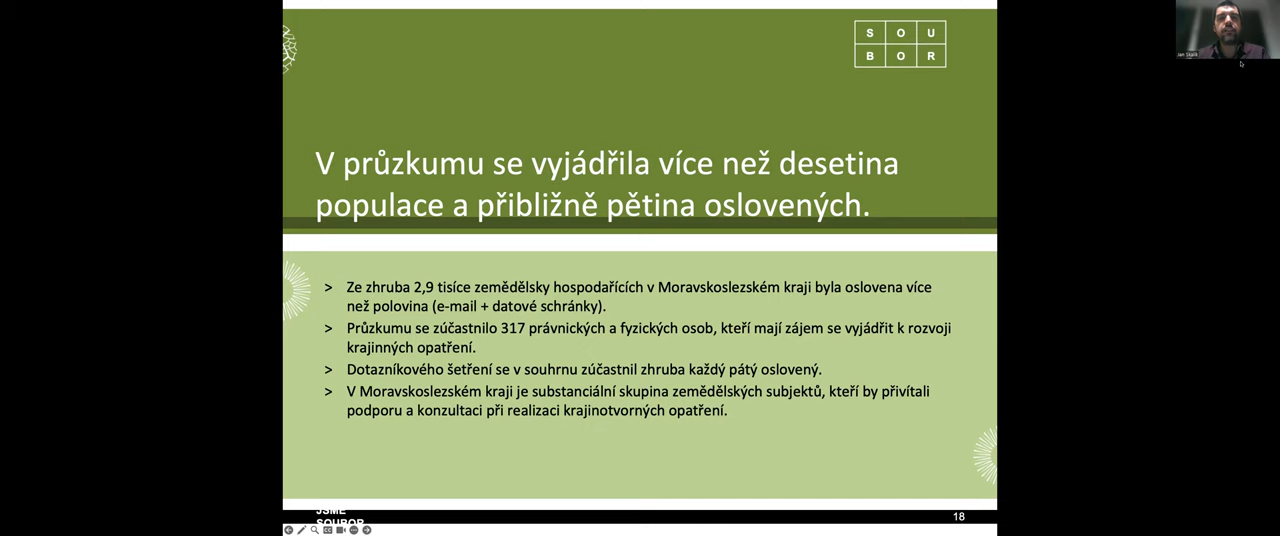 S O U
B O R
V průzkumu se vyjádřila více než desetina
populace a přibližně pětina oslovených.
> Ze zhruba 2,9 tisíce zemědělsky hospodařících v Moravskoslezském kraji byla oslovena více
než polovina (e-mail + datové schránky).
> Průzkumu se zúčastnilo 317 právnických a fyzických osob, kteří mají zájem se vyjádřit k rozvoji
krajinných opatření.
> Dotazníkového šetření se v souhrnu zúčastnil zhruba každý pátý oslovený.
> V Moravskoslezském kraji je substanciální skupina zemědělských subjektů, kteří by přivítali
podporu a konzultaci při realizaci krajinotvorných opatření.
JSME
SOUBOR
18